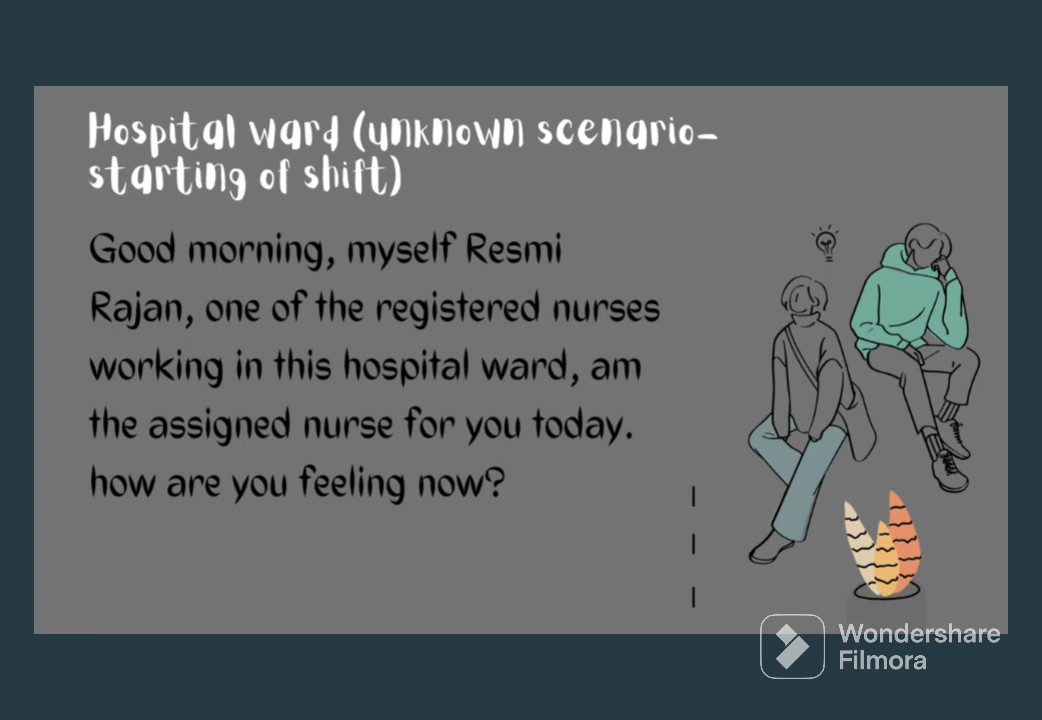 Hospital ward (unknown scenario-
starting of shift)
Good morning, myself Resmi
Rajan, one of the registered nurses
working in this hospital ward, am
the assigned nurse for you today.
how are you feeling now?
Wondershare
Filmora